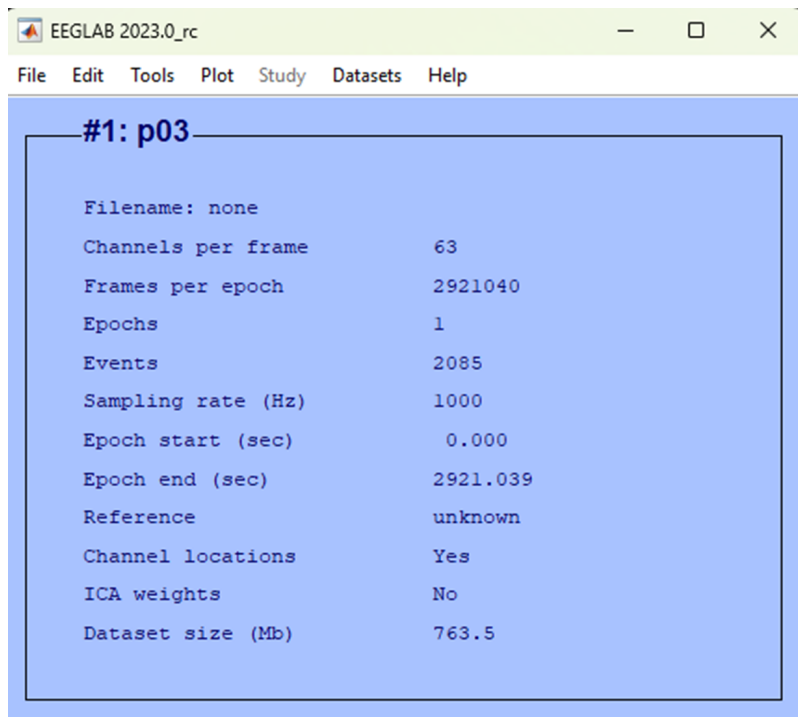 EEGLAB 2023.0_rc
File Edit Tools Plot Study Datasets Help
#1: p03
Filename: none
Channels per frame 63
Frames per epoch 2921040
Epochs 1
Events 2085
Sampling rate (Hz) 1000
Epoch start (sec) 0.000
Epoch end (sec) 2921.039
Reference unknown
Channel locations Yes
ICA weights No
Dataset size (Mb) 763.5